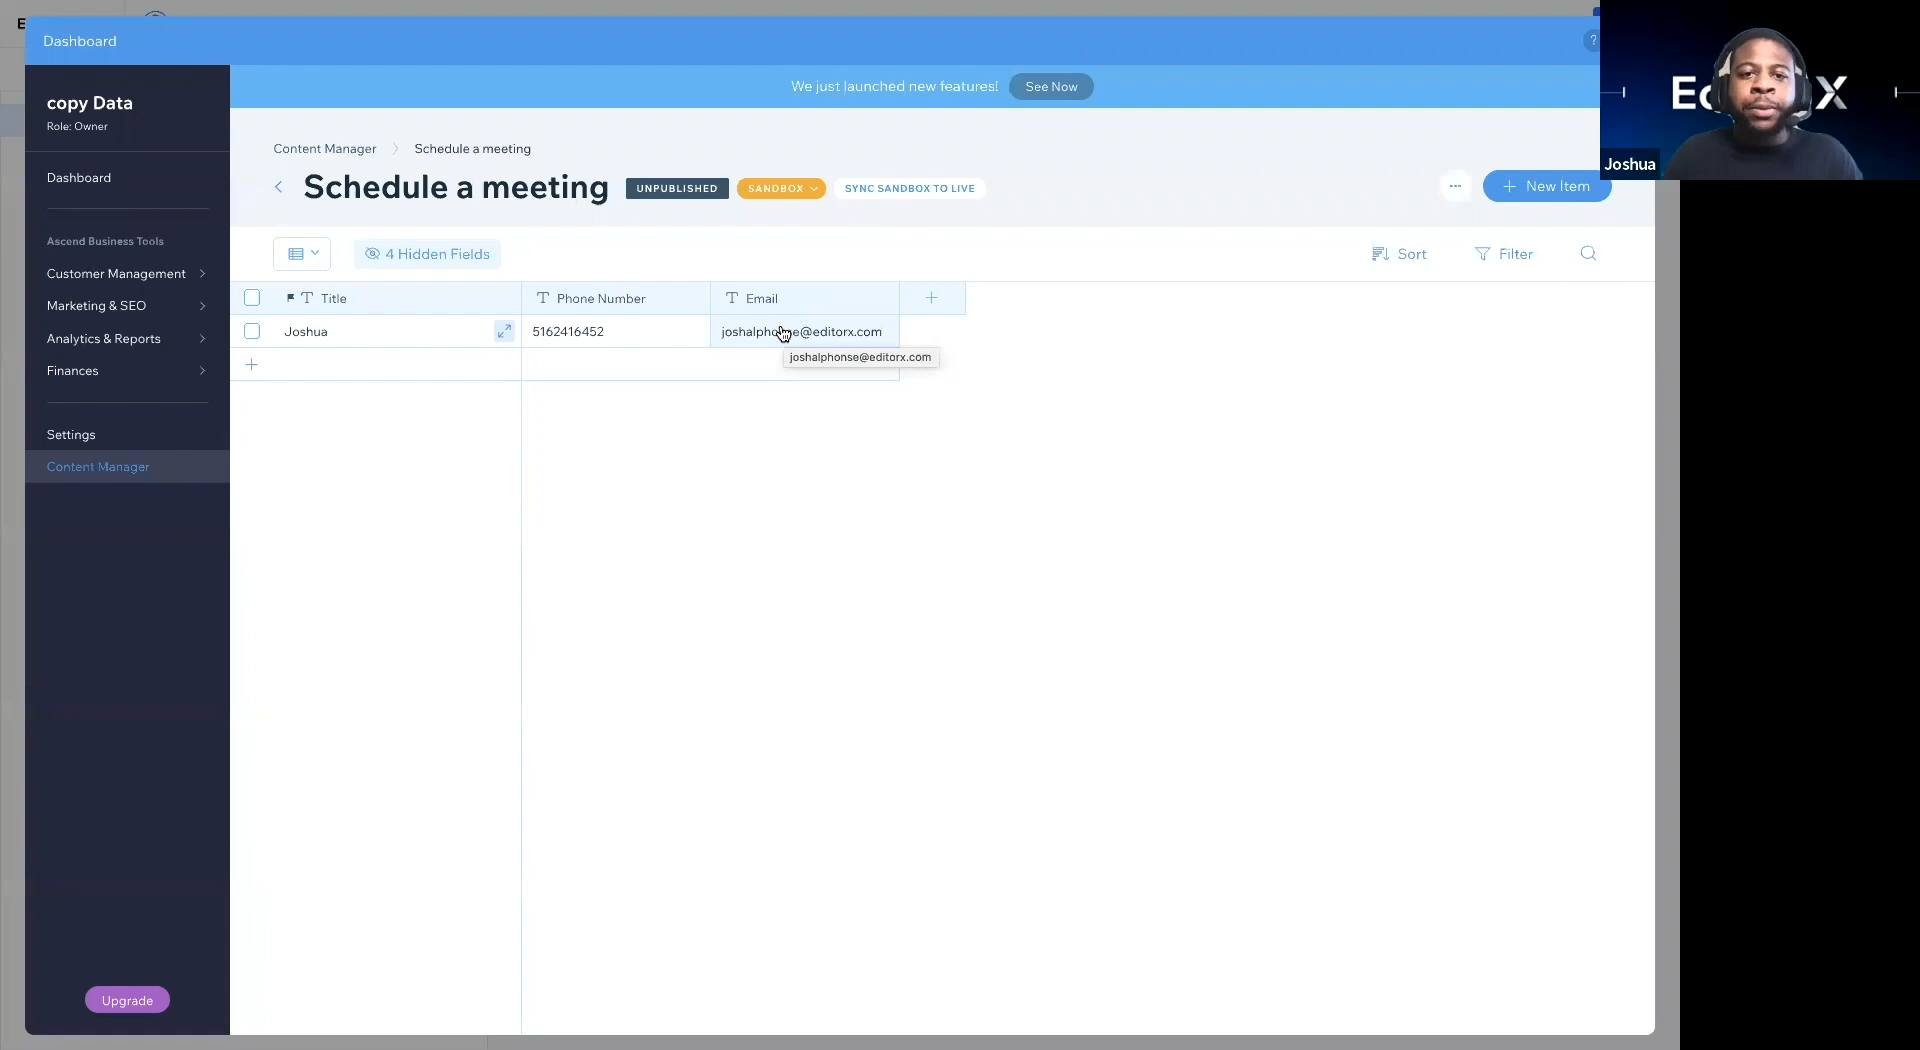 E
Dashboard
?
copy Data
Role: Owner
We just launched new features! See Now
Content Manager Schedule a meeting
Schedule a meeting UNPUBLISHED SANDBOX SYNC SANDBOX TO LIVE
... + New Item
Dashboard
Ascend Business Tools
Customer Management
Marketing & SEO
Analytics & Reports
Finances
Settings
Content Manager
Upgrade
4 Hidden Fields
Sort Filter
Title Phone Number Email +
Joshua 5162416452 joshalphonse@editorx.com
joshalphonse@editorx.com
+
Ed X
Joshua